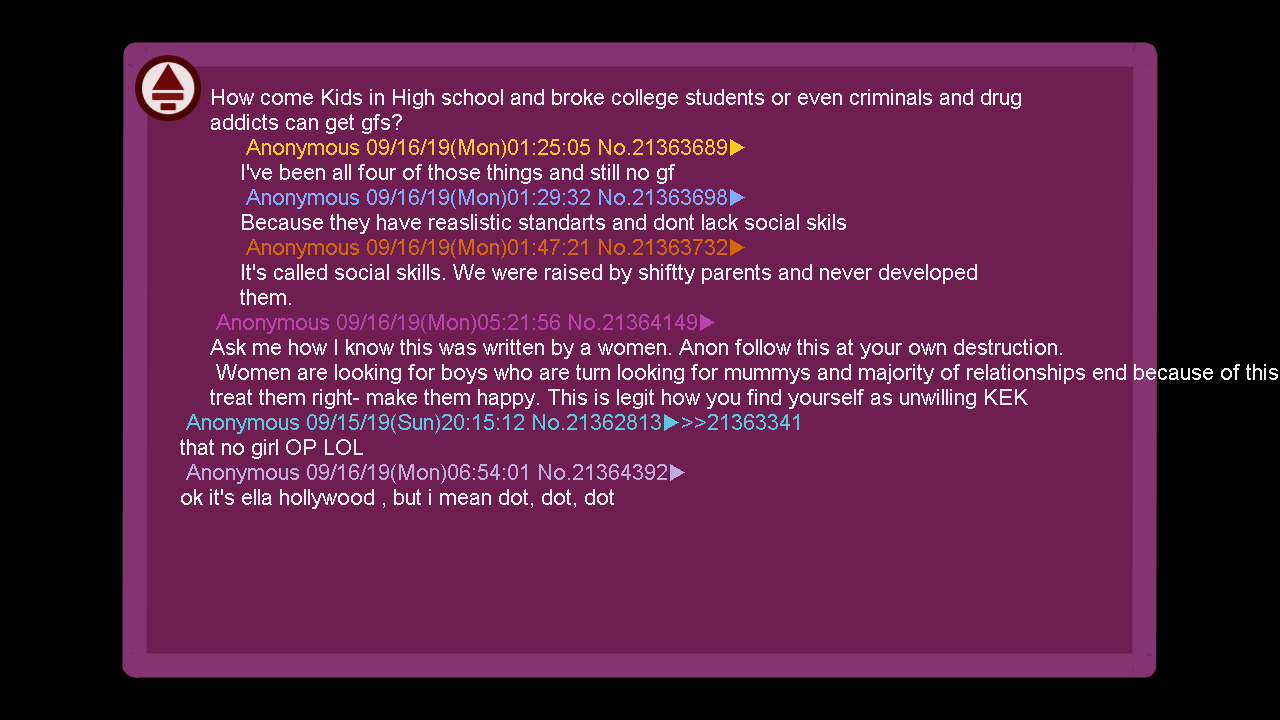 How come Kids in High school and broke college students or even criminals and drug
addicts can get gfs?
Anonymous 09/16/19(Mon)01:25:05 No.21363689▶
I've been all four of those things and still no gf
Anonymous 09/16/19(Mon)01:29:32 No.21363698▶
Because they have reaslistic standarts and dont lack social skils
Anonymous 09/16/19(Mon)01:47:21 No.21363732▶
It's called social skills. We were raised by shiftty parents and never developed
them.
Anonymous 09/16/19(Mon)05:21:56 No.21364149▶
Ask me how I know this was written by a women. Anon follow this at your own destruction.
Women are looking for boys who are turn looking for mummys and majority of relationships end because of this
treat them right- make them happy. This is legit how you find yourself as unwilling KEK
Anonymous 09/15/19(Sun)20:15:12 No.21362813▶>>21363341
that no girl OP LOL
Anonymous 09/16/19(Mon)06:54:01 No.21364392▶
ok it's ella hollywood , but i mean dot, dot, dot